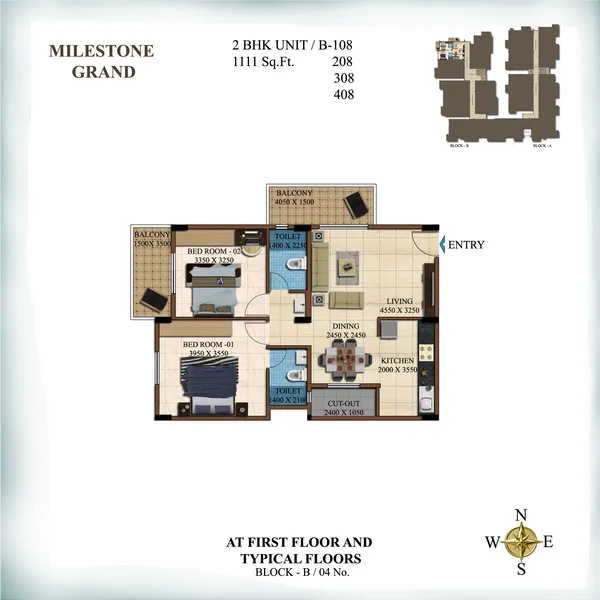 MILESTONE
GRAND
2 BHK UNIT / B-108
1111 Sq.Ft. 208
308
408
BLOCK - B
BLOCK - A
BALCONY
4050 X 1500
BALCONY
1500X 3500
BED ROOM - 02
3350 X 3250
TOILET
1400 X 2250
ENTRY
LIVING
4550 X 3250
DINING
2450 X 2450
BED ROOM -01
3950 X 3550
KITCHEN
2000 X 3550
TOILET
1400 X 2100
CUT-OUT
2400 X 1050
AT FIRST FLOOR AND
TYPICAL FLOORS
BLOCK - B / 04 No.
N
W E
S